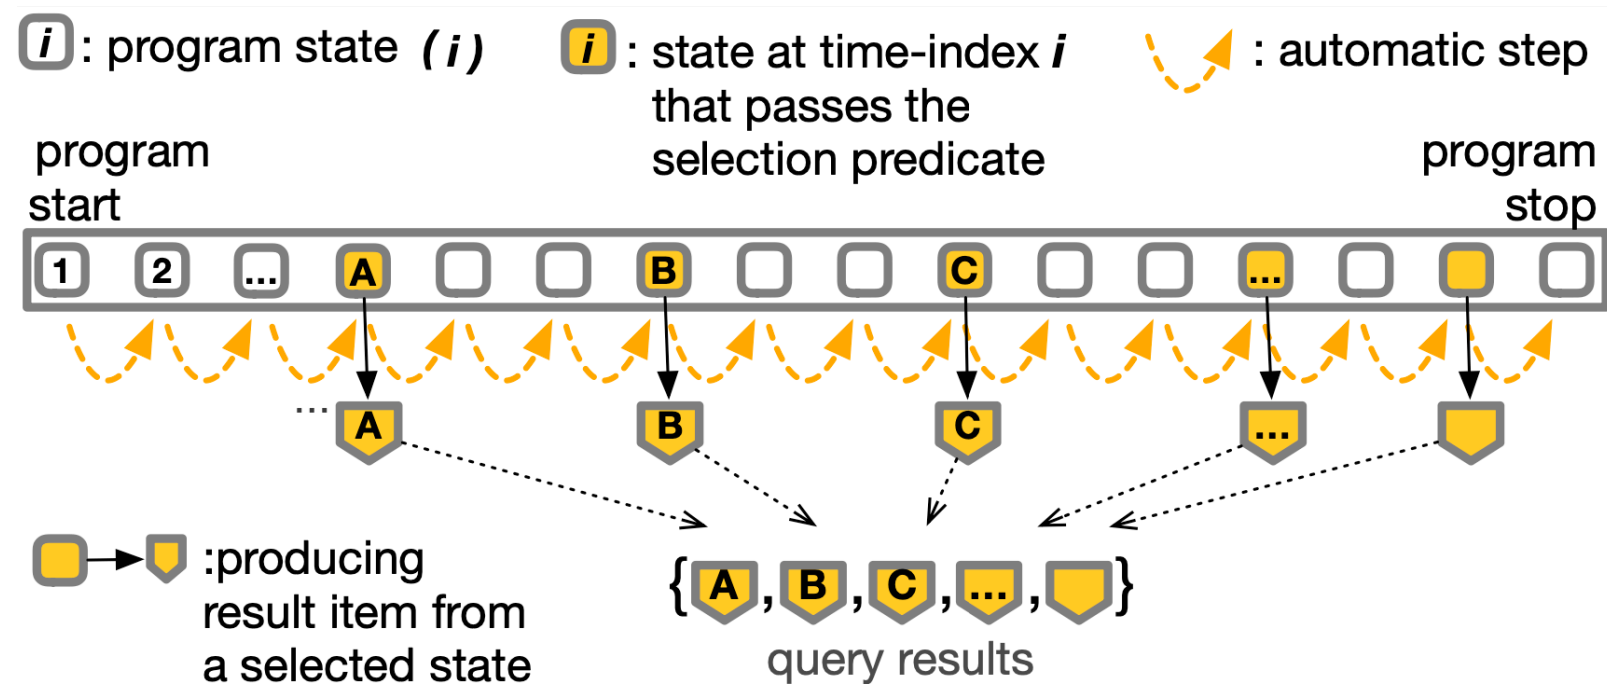 i : program state (i)
i : state at time-index i
that passes the
selection predicate
: automatic step
program
start
program
stop
1 2 ... A B C ...
... A B C ...
:producing
result item from
a selected state
{A, B, C, ..., }
query results